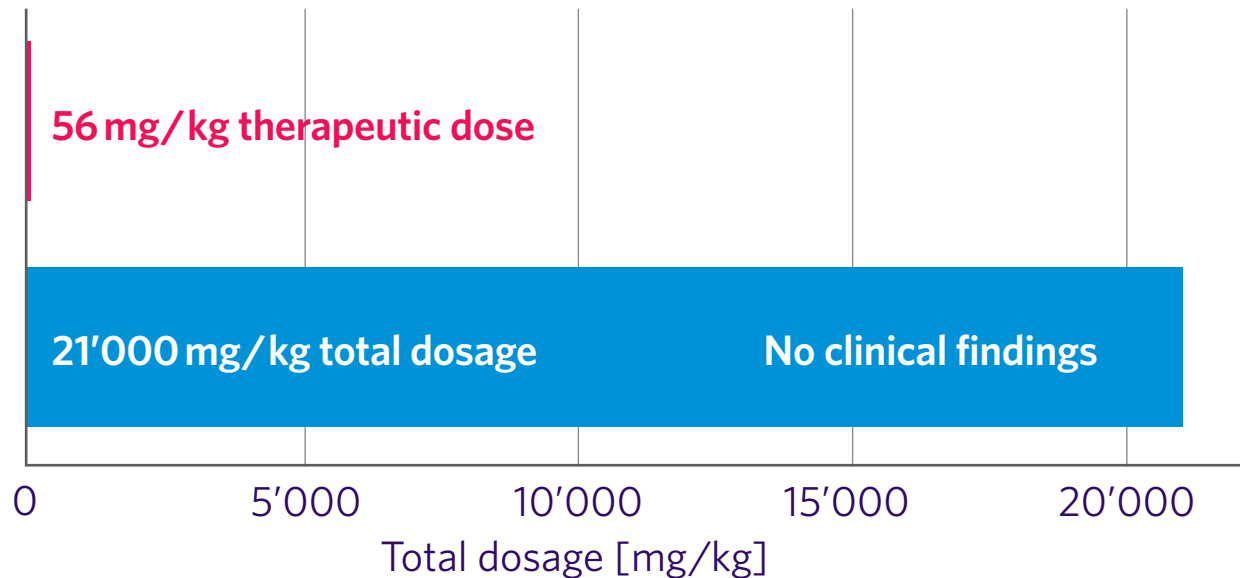 56 mg/kg therapeutic dose
21'000 mg/kg total dosage No clinical findings
0 5'000 10'000 15'000 20'000
Total dosage [mg/kg]